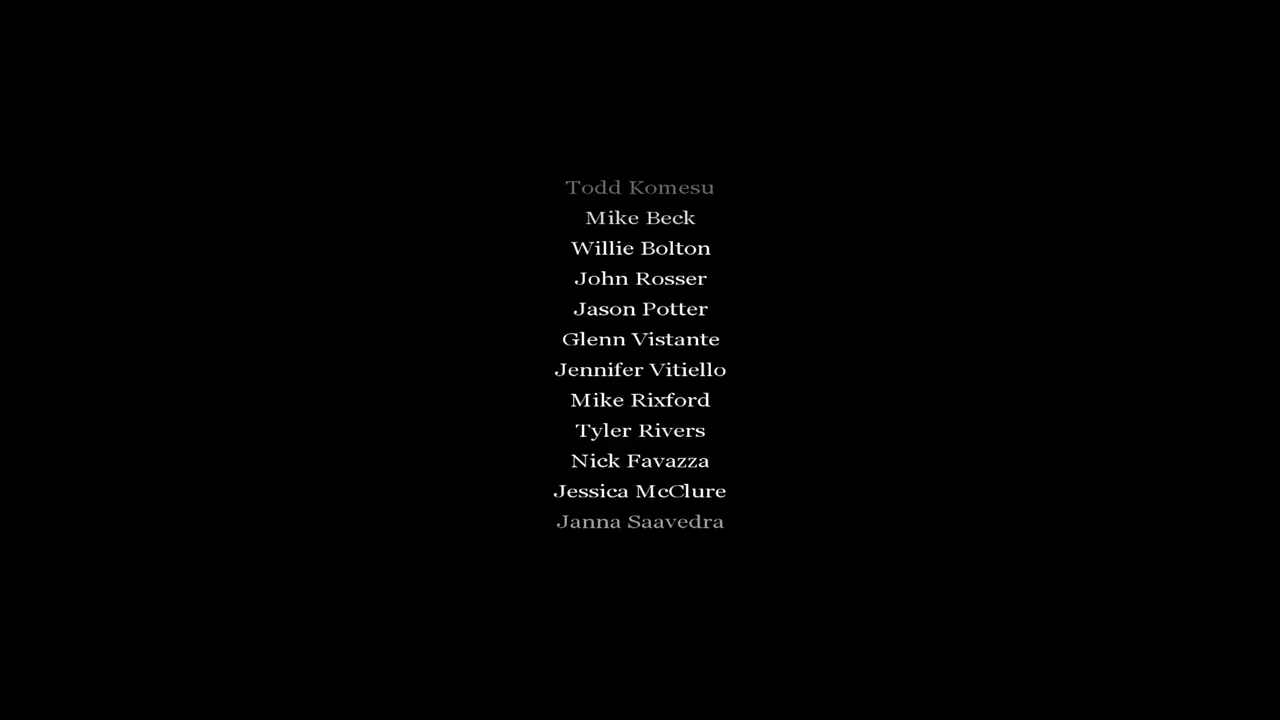 Todd Komesu
Mike Beck
Willie Bolton
John Rosser
Jason Potter
Glenn Vistante
Jennifer Vitiello
Mike Rixford
Tyler Rivers
Nick Favazza
Jessica McClure
Janna Saavedra